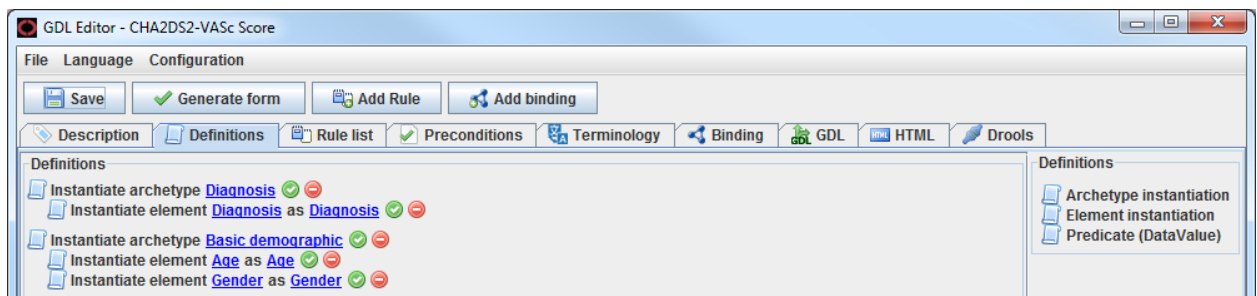 GDL Editor - CHA2DS2-VASc Score
File Language Configuration
Save Generate form Add Rule Add binding
Description Definitions Rule list Preconditions Terminology Binding GDL GDL HTML HTML Drools
Definitions
Instantiate archetype Diagnosis
Instantiate element Diagnosis as Diagnosis
Instantiate archetype Basic demographic
Instantiate element Age as Age
Instantiate element Gender as Gender
Definitions
Archetype instantiation
Element instantiation
Predicate (DataValue)